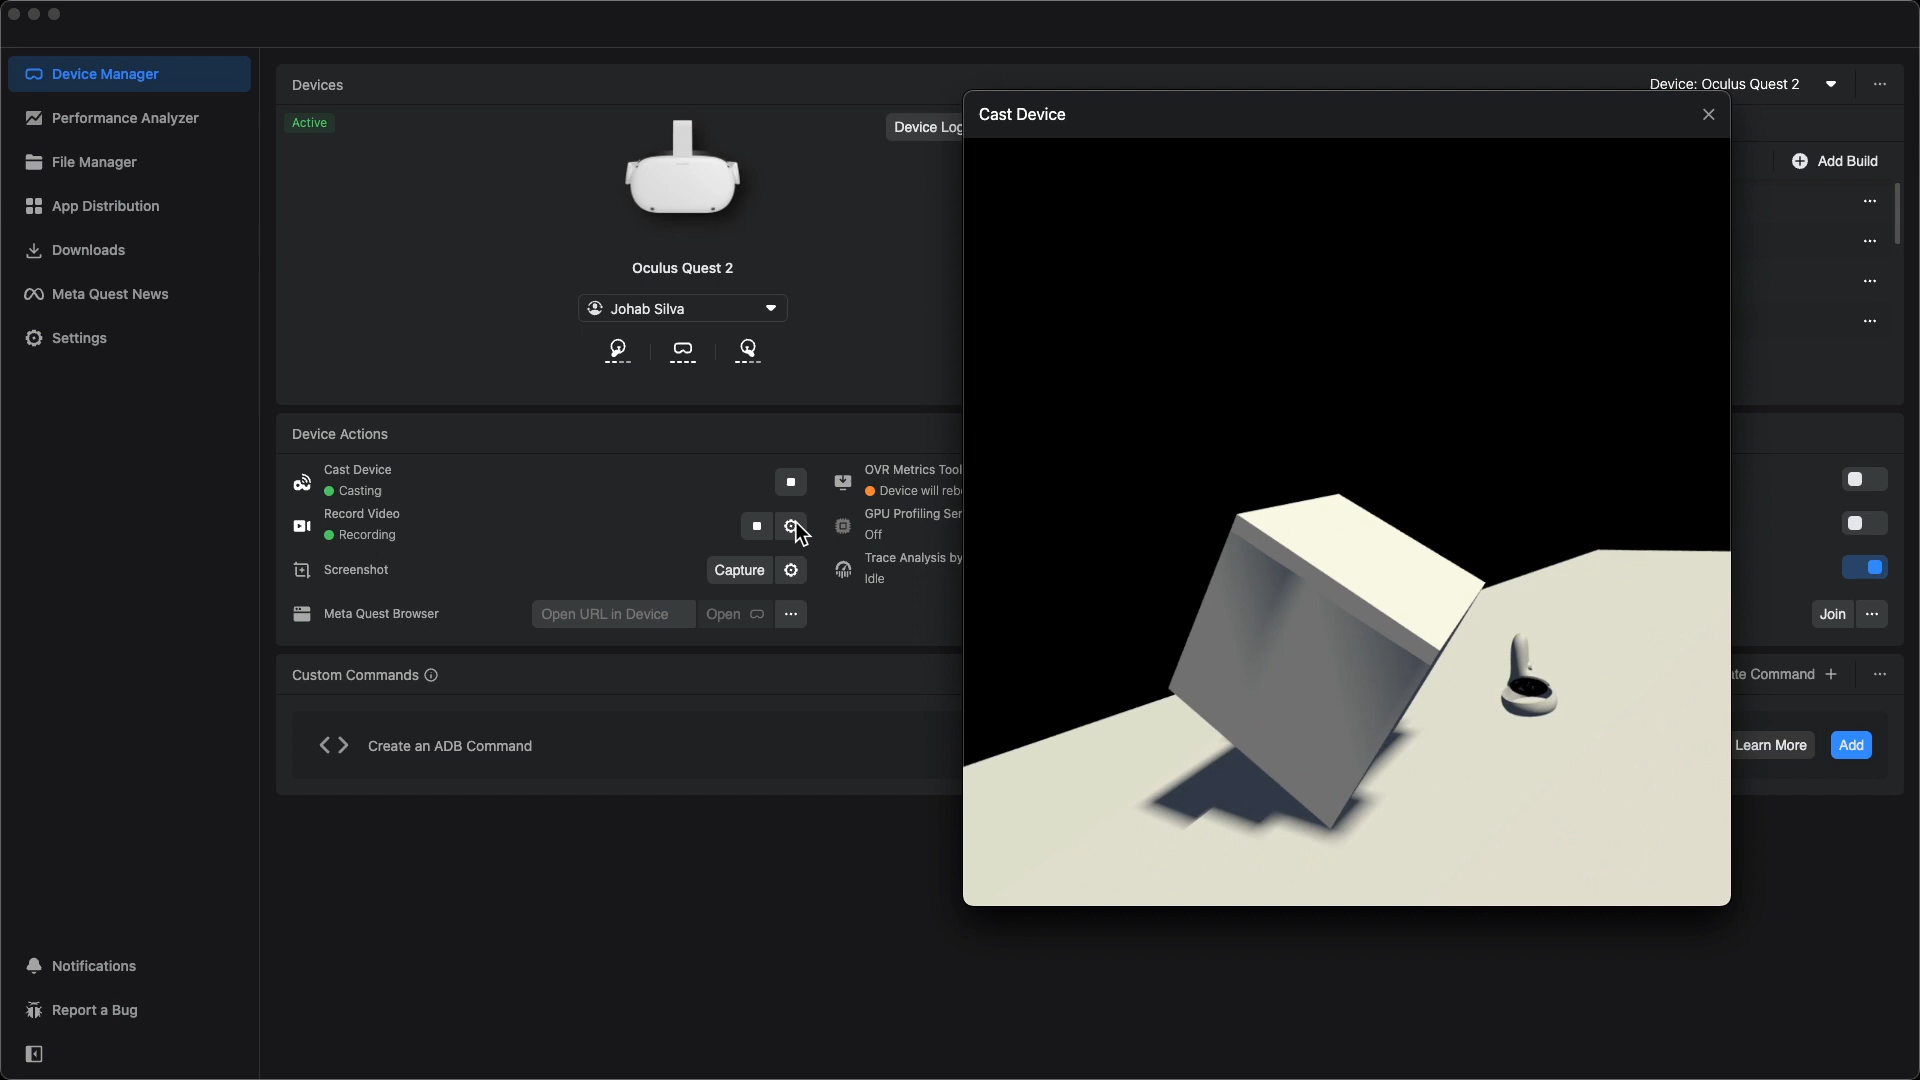 Device Manager
Performance Analyzer
File Manager
App Distribution
Downloads
Meta Quest News
Settings
Notifications
Report a Bug
Devices
Device: Oculus Quest 2
Active
Device Log
Add Build
Oculus Quest 2
Johab Silva
Cast Device
Device Actions
Cast Device
Casting
Record Video
Recording
Screenshot
Capture
Meta Quest Browser
Open URL in Device
Open
OVR Metrics Tool
Device will reb
GPU Profiling Ser
Off
Trace Analysis by
Idle
Join
Custom Commands
te Command
Create an ADB Command
Learn More
Add